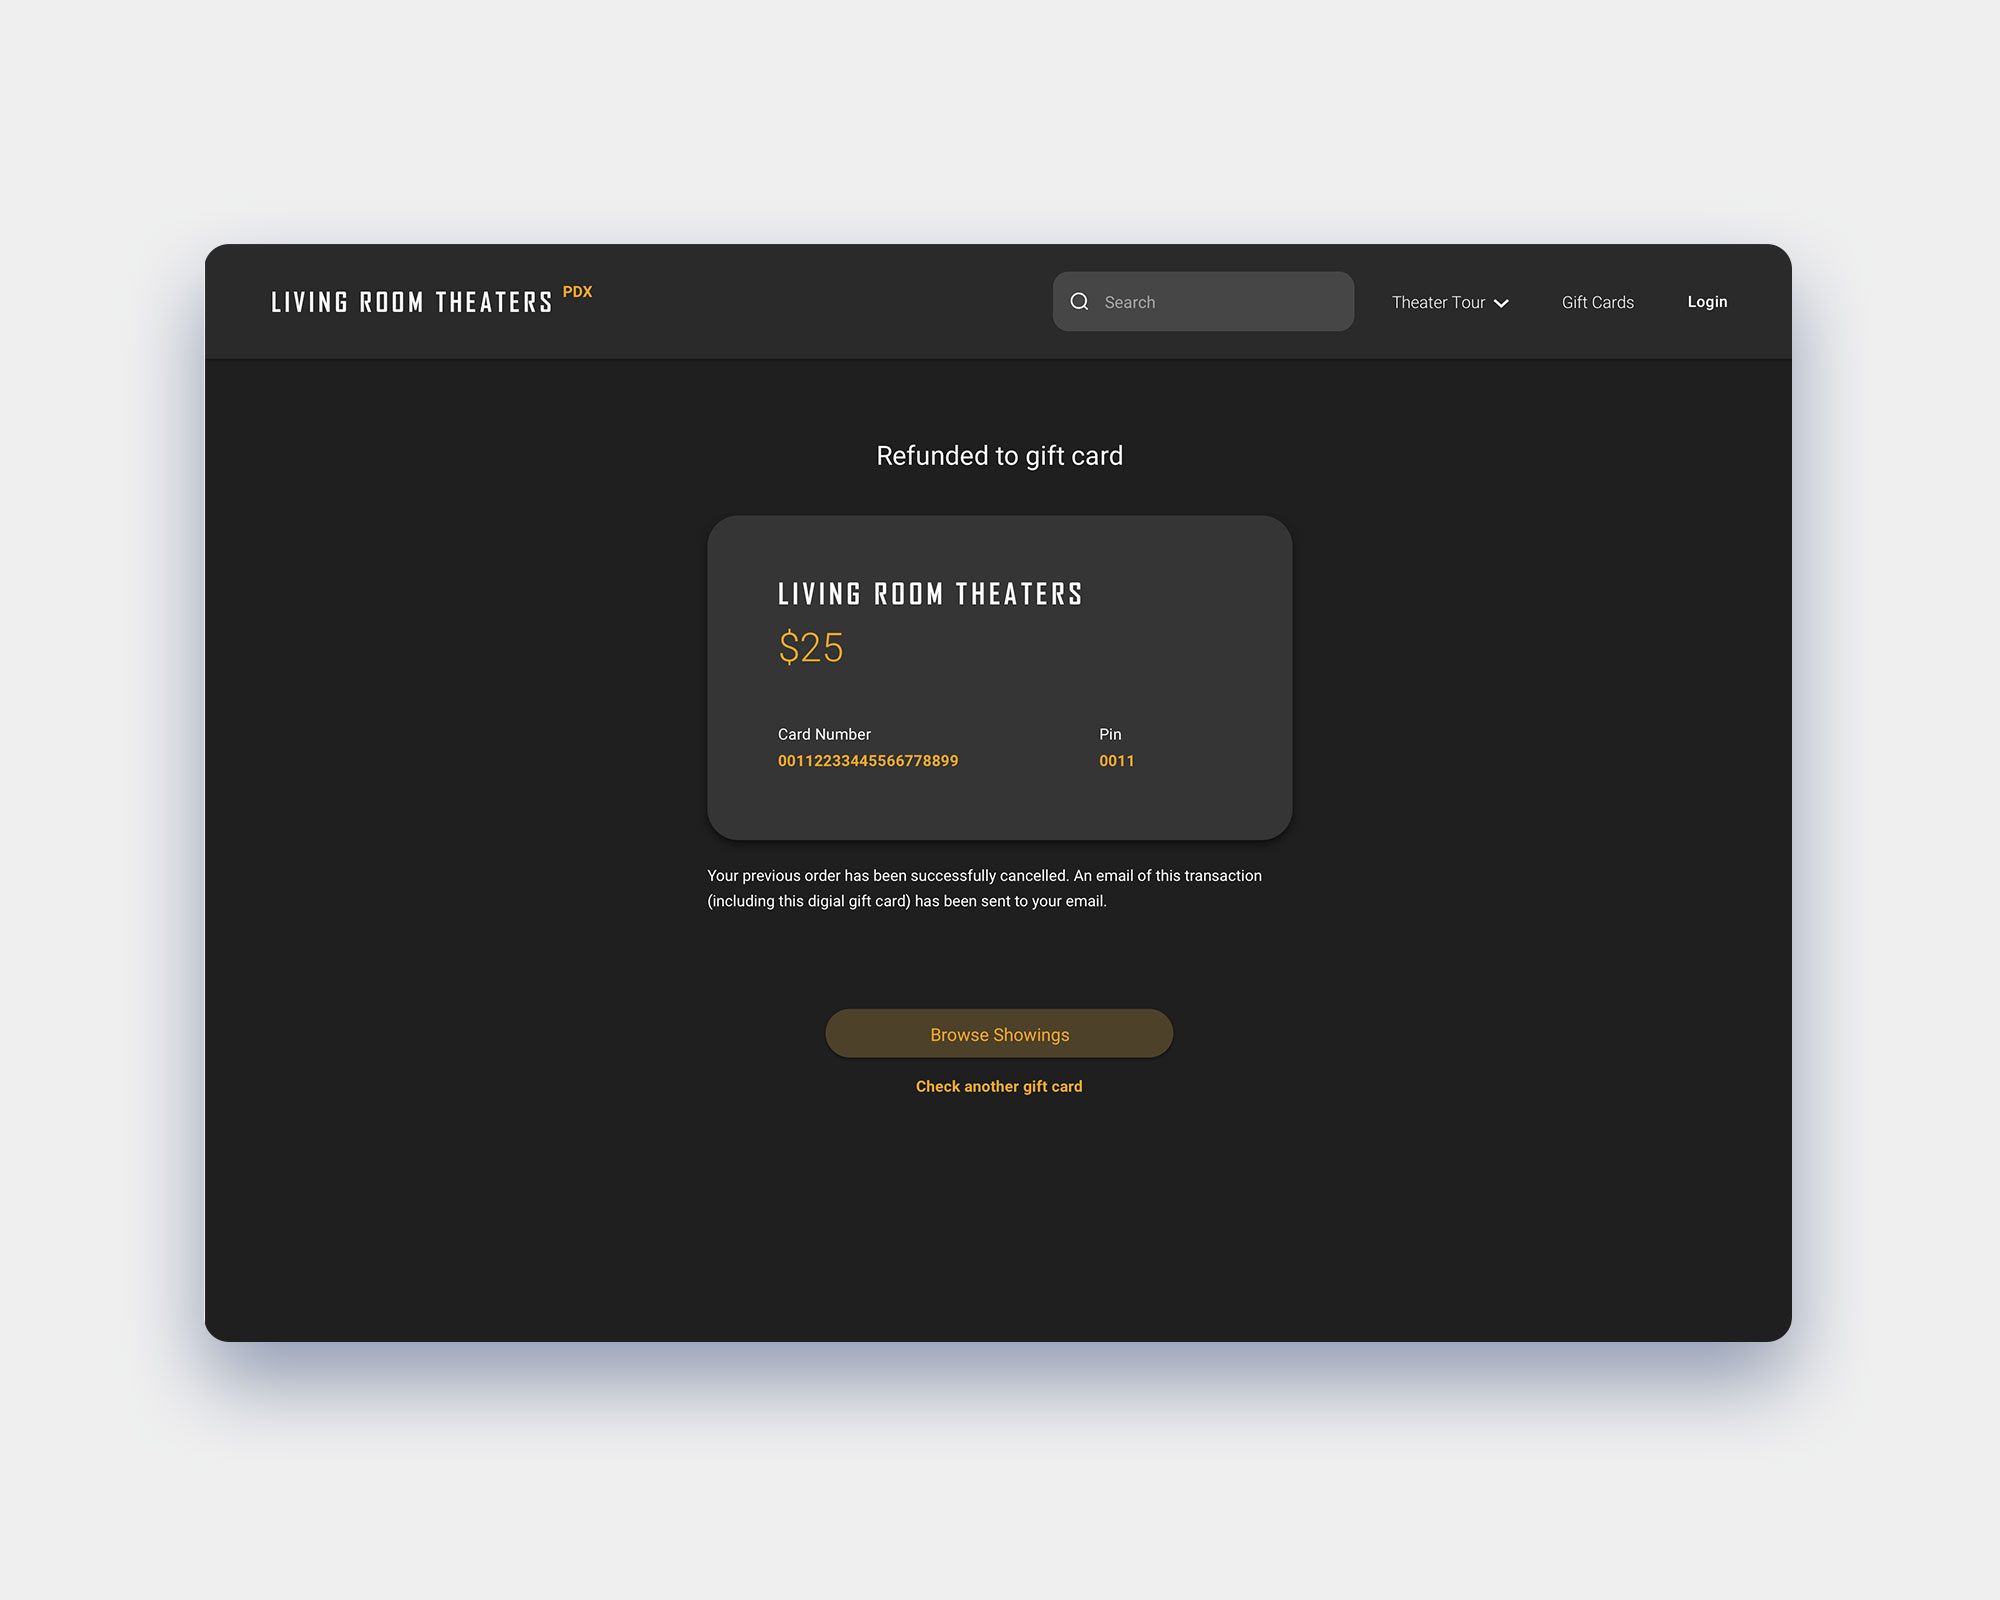 LIVING ROOM THEATERS PDX
Search
Theater Tour
Gift Cards
Login
Refunded to gift card
LIVING ROOM THEATERS
$25
Card Number
Pin
00112233445566778899
0011
Your previous order has been successfully cancelled. An email of this transaction
(including this digial gift card) has been sent to your email.
Browse Showings
Check another gift card